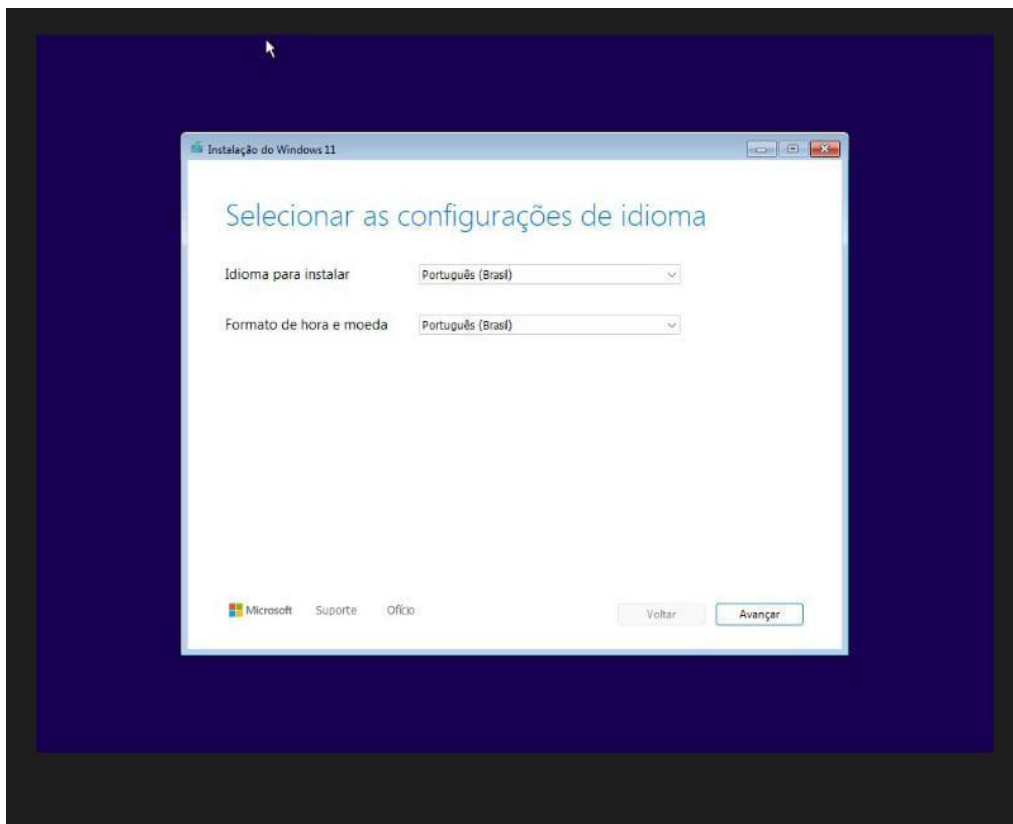 Instalação do Windows 11
Selecionar as configurações de idioma
Idioma para instalar Português (Brasil)
Formato de hora e moeda Português (Brasil)
Microsoft Suporte Ofício Voltar Avançar